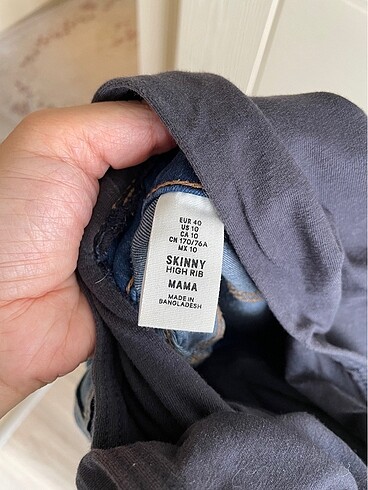 EUR 40
US 10
CA 10
CN 170/76A
MX 10
SKINNY
HIGH RIB
MAMA
MADE IN
BANGLADESH